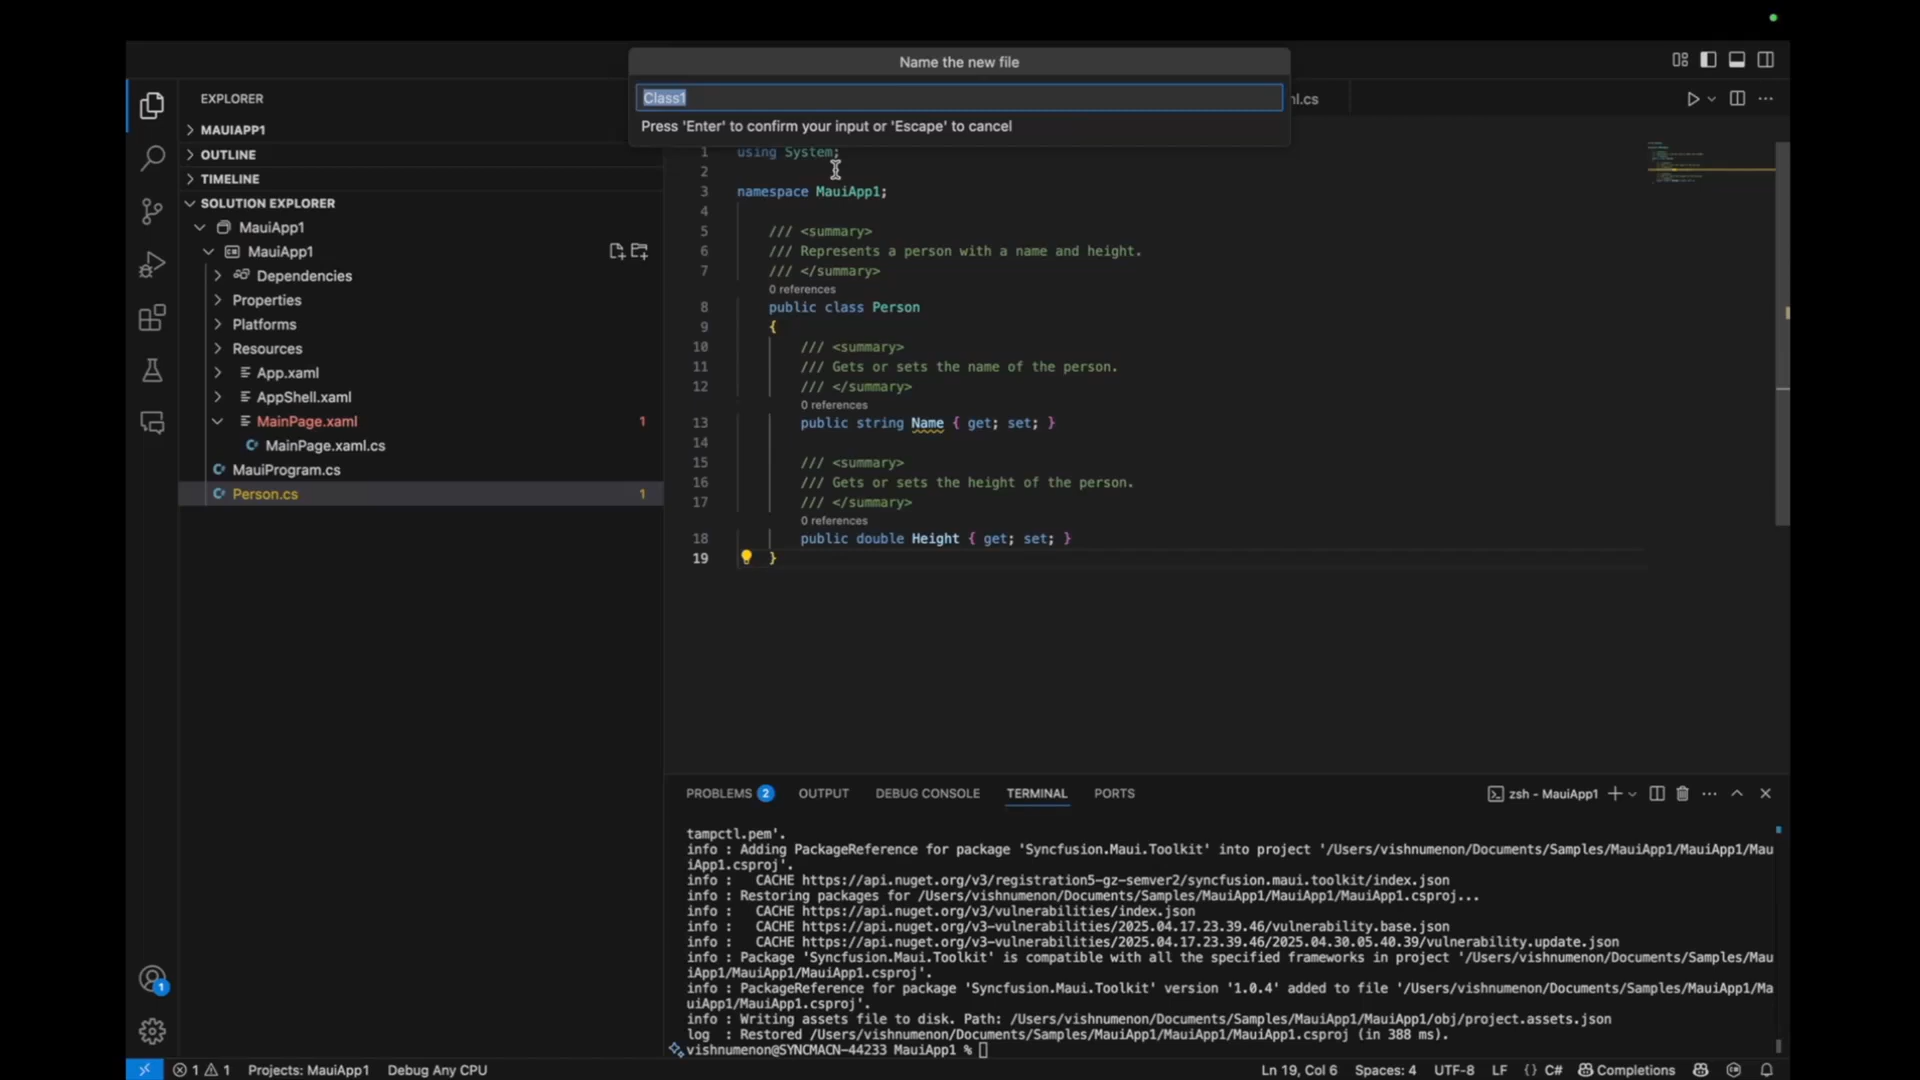 Name the new file
Class1
Press 'Enter' to confirm your input or 'Escape' to cancel
EXPLORER
MAUIAPP1
OUTLINE
TIMELINE
SOLUTION EXPLORER
MauiApp1
MauiApp1
Dependencies
Properties
Platforms
Resources
App.xaml
AppShell.xaml
MainPage.xaml 1
MainPage.xaml.cs
MauiProgram.cs
Person.cs 1
1
ml.cs
1 using System;
2
3 namespace MauiApp1;
4
5 /// <summary>
6 /// Represents a person with a name and height.
7 /// </summary>
0 references
8 public class Person
9 {
10 /// <summary>
11 /// Gets or sets the name of the person.
12 /// </summary>
0 references
13 public string Name { get; set; }
14
15 /// <summary>
16 /// Gets or sets the height of the person.
17 /// </summary>
0 references
18 public double Height { get; set; }
19 }
PROBLEMS 2 OUTPUT DEBUG CONSOLE TERMINAL PORTS
zsh - MauiApp1
tampctl.pem'.
info : Adding PackageReference for package 'Syncfusion.Maui.Toolkit' into project '/Users/vishnumenon/Documents/Samples/MauiApp1/MauiApp1/Mau
iApp1.csproj'.
info :   CACHE https://api.nuget.org/v3/registration5-gz-semver2/syncfusion.maui.toolkit/index.json
info : Restoring packages for /Users/vishnumenon/Documents/Samples/MauiApp1/MauiApp1/MauiApp1.csproj...
info :   CACHE https://api.nuget.org/v3/vulnerabilities/index.json
info :   CACHE https://api.nuget.org/v3-vulnerabilities/2025.04.17.23.39.46/vulnerability.base.json
info :   CACHE https://api.nuget.org/v3-vulnerabilities/2025.04.17.23.39.46/2025.04.30.05.40.39/vulnerability.update.json
info : Package 'Syncfusion.Maui.Toolkit' is compatible with all the specified frameworks in project '/Users/vishnumenon/Documents/Samples/Mau
iApp1/MauiApp1/MauiApp1.csproj'.
info : PackageReference for package 'Syncfusion.Maui.Toolkit' version '1.0.4' added to file '/Users/vishnumenon/Documents/Samples/MauiApp1/Ma
uiApp1/MauiApp1.csproj'.
info : Writing assets file to disk. Path: /Users/vishnumenon/Documents/Samples/MauiApp1/MauiApp1/obj/project.assets.json
log  : Restored /Users/vishnumenon/Documents/Samples/MauiApp1/MauiApp1/MauiApp1.csproj (in 388 ms).
vishnumenon@SYNCMACN-44233 MauiApp1 %
1 1 Projects: MauiApp1 Debug Any CPU
Ln 19, Col 6 Spaces: 4 UTF-8 LF {} C# Completions